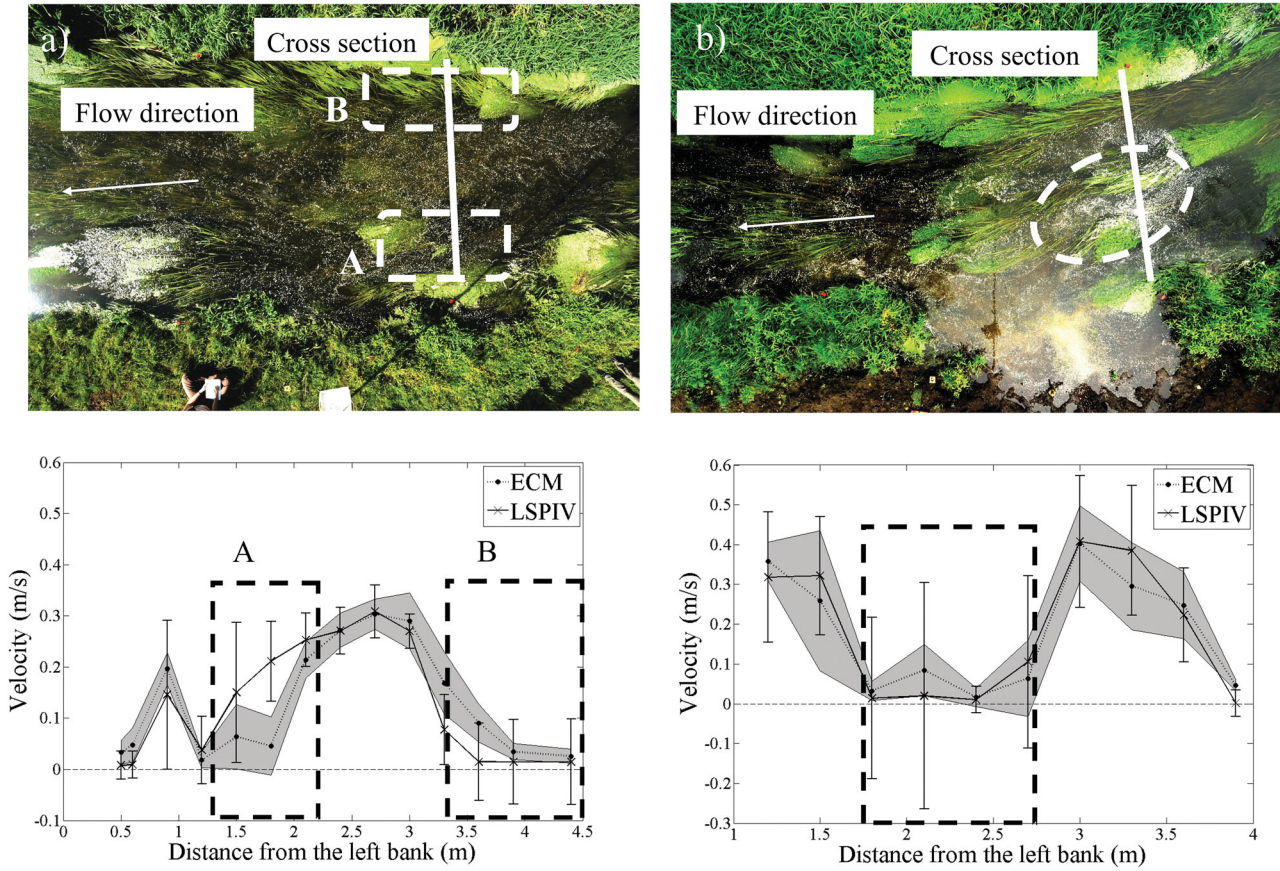 a)
Cross section
B
Flow direction
A
b)
Cross section
Flow direction
0.6
0.5
0.4
0.3
0.2
0.1
0
-0.1
Velocity (m/s)
ECM
LSPIV
A
B
0
0.5
1
1.5
2
2.5
3
3.5
4
4.5
Distance from the left bank (m)
0.6
0.5
0.4
0.3
0.2
0.1
0
-0.1
-0.2
-0.3
Velocity (m/s)
ECM
LSPIV
1
1.5
2
2.5
3
3.5
4
Distance from the left bank (m)